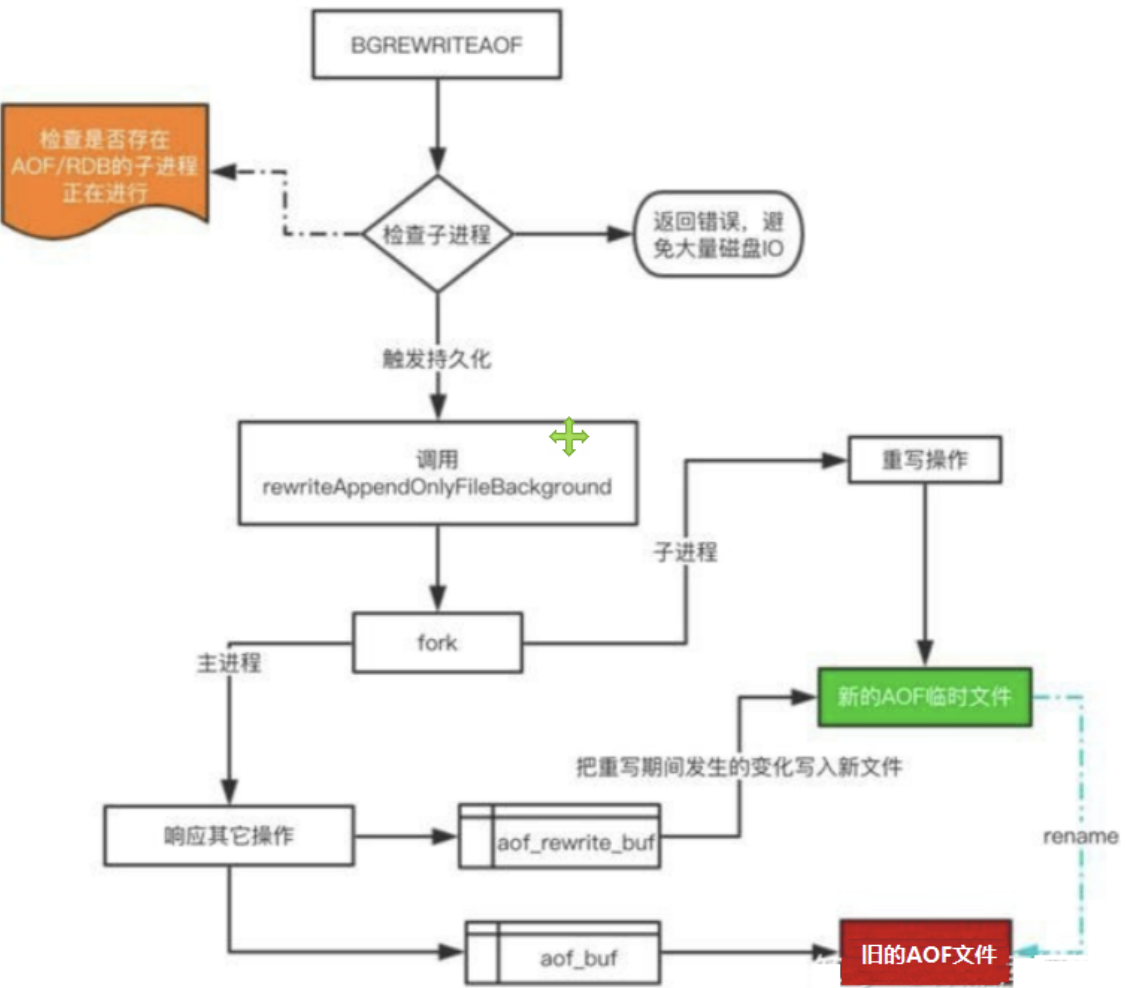 BGREWRITEAOF
检查是否存在
AOF/RDB的子进程
正在进行
检查子进程
返回错误，避
免大量磁盘IO
触发持久化
调用
rewriteAppendOnlyFileBackground
重写操作
子进程
fork
主进程
新的AOF临时文件
把重写期间发生的变化写入新文件
响应其它操作
aof_rewrite_buf
rename
aof_buf
旧的AOF文件